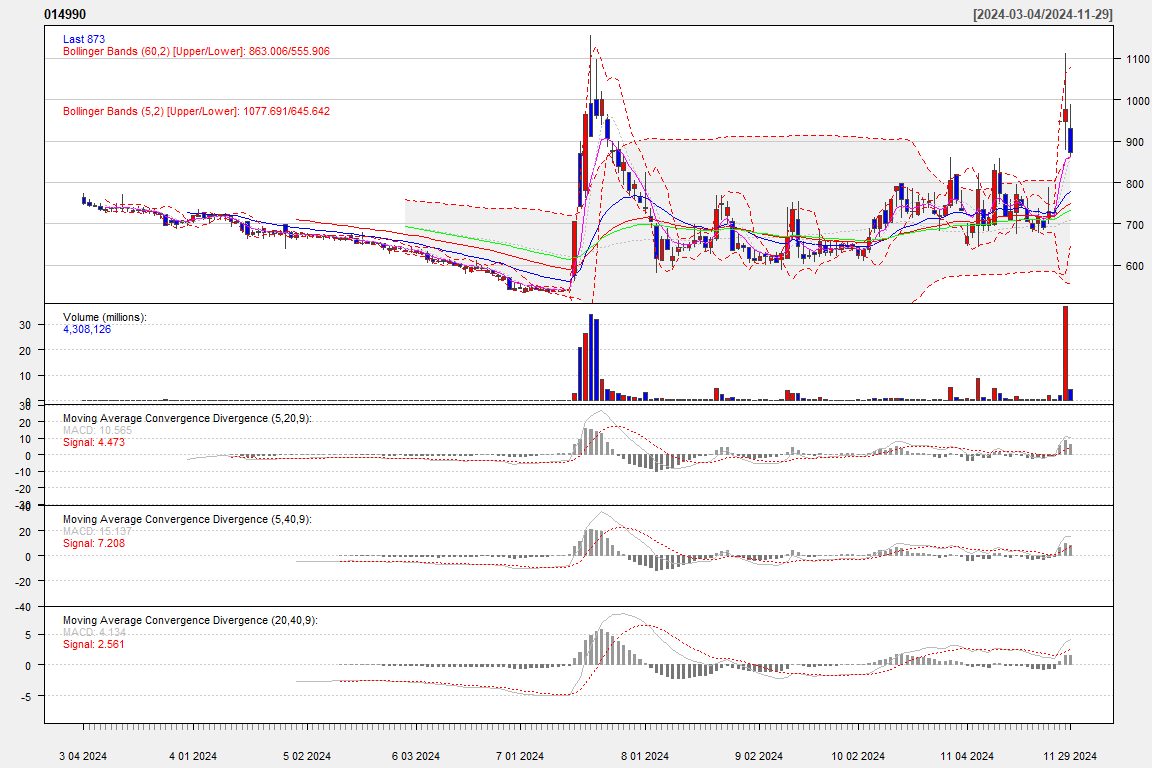 014990 [2024-03-04/2024-11-29]
Last 873
Bollinger Bands (60,2) [Upper/Lower]: 863.006/555.906
Bollinger Bands (5,2) [Upper/Lower]: 1077.691/645.642
1100
1000
900
800
700
600
Volume (millions):
4,308,126
30
20
10
0
Moving Average Convergence Divergence (5,20,9):
MACD: 10.565
Signal: 4.473
30
20
10
0
-10
-20
-30
Moving Average Convergence Divergence (5,40,9):
MACD: 15.137
Signal: 7.208
40
20
0
-20
-40
Moving Average Convergence Divergence (20,40,9):
MACD: 4.134
Signal: 2.561
5
0
-5
3 04 2024 4 01 2024 5 02 2024 6 03 2024 7 01 2024 8 01 2024 9 02 2024 10 02 2024 11 04 2024 11 29 2024